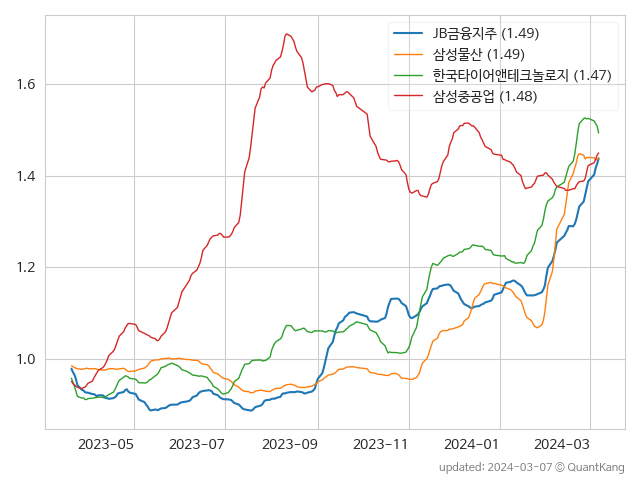 JB금융지주 (1.49)
삼성물산 (1.49)
한국타이어앤테크놀로지 (1.47)
삼성중공업 (1.48)
1.6
1.4
1.2
1.0
2023-05 2023-07 2023-09 2023-11 2024-01 2024-03
updated: 2024-03-07 © QuantKang